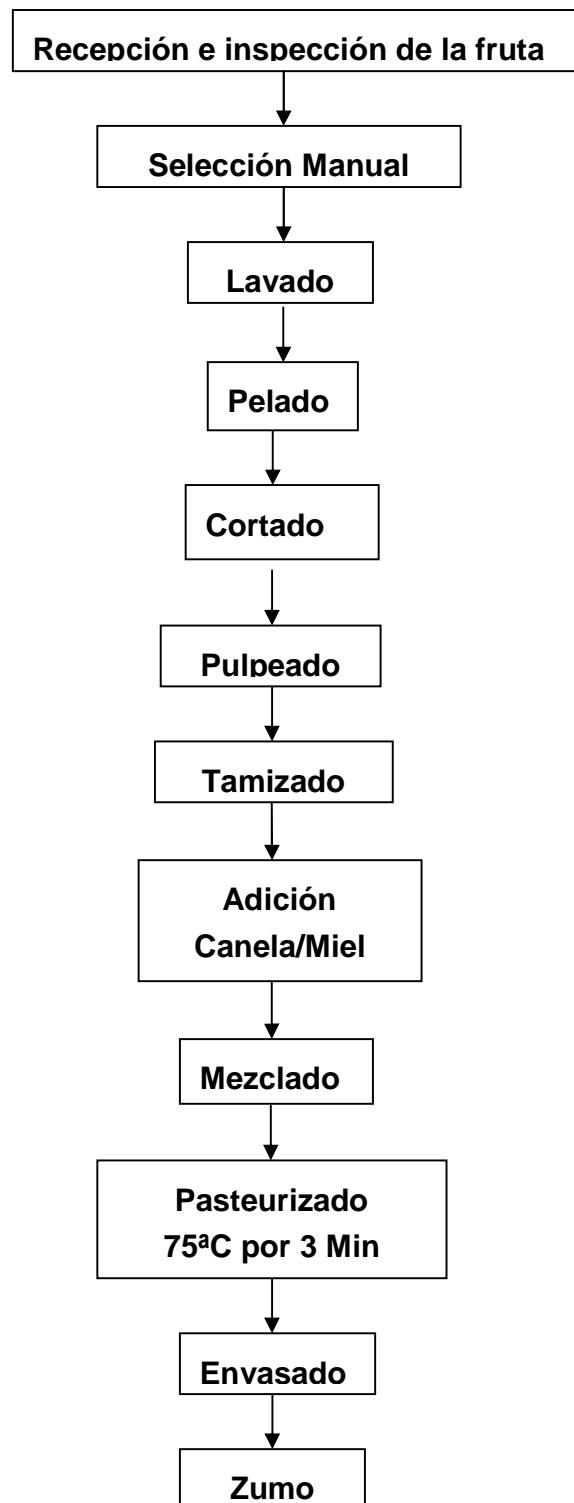 Recepción e inspección de la fruta
Selección Manual
Lavado
Pelado
Cortado
Pulpeado
Tamizado
Adición
Canela/Miel
Mezclado
Pasteurizado
75ªC por 3 Min
Envasado
Zumo